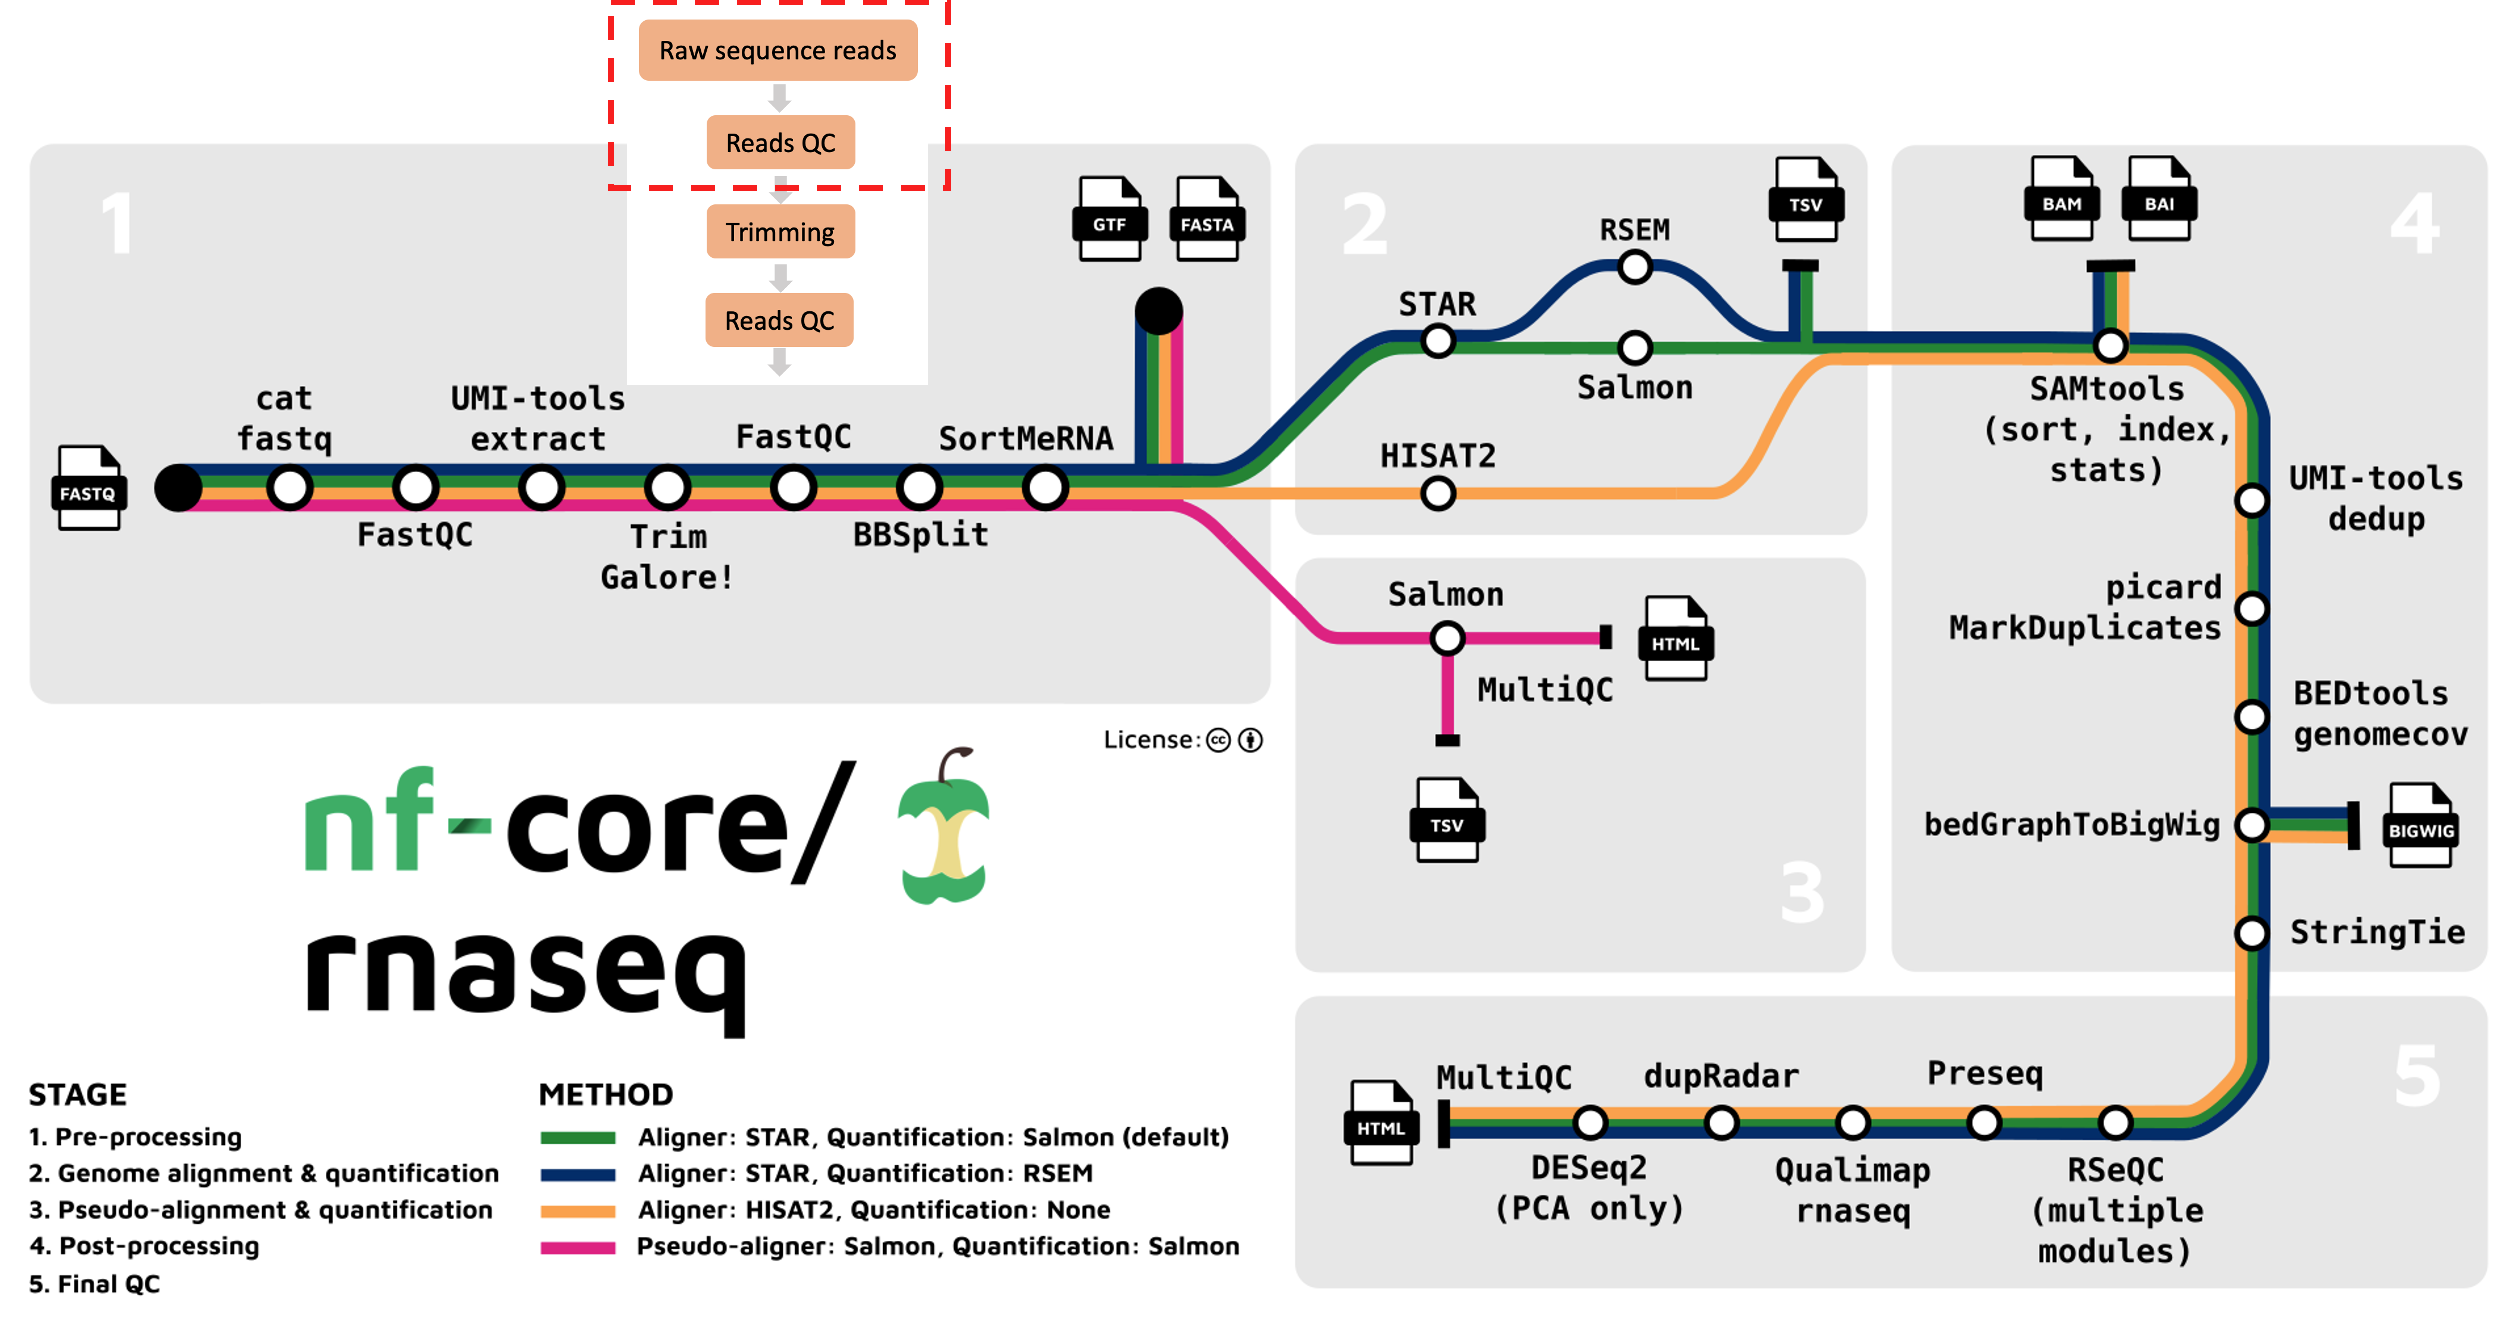 Raw sequence reads
Reads QC
Trimming
Reads QC
1
GTF
FASTA
cat
fastq
UMI-tools
extract
FastQC
SortMeRNA
FASTQ
FastQC
Trim
Galore!
BBSplit
2
RSEM
TSV
STAR
Salmon
HISAT2
4
BAM
BAI
SAMtools
(sort, index,
stats)
UMI-tools
dedup
picard
MarkDuplicates
BEDtools
genomecov
bedGraphToBigWig
BIGWIG
StringTie
Salmon
HTML
MultiQC
TSV
3
License:
cc
nf-core/
rnaseq
5
MultiQC
dupRadar
Preseq
HTML
DESeq2
(PCA only)
Qualimap
rnaseq
RSeQC
(multiple
modules)
STAGE
1. Pre-processing
2. Genome alignment & quantification
3. Pseudo-alignment & quantification
4. Post-processing
5. Final QC
METHOD
Aligner: STAR, Quantification: Salmon (default)
Aligner: STAR, Quantification: RSEM
Aligner: HISAT2, Quantification: None
Pseudo-aligner: Salmon, Quantification: Salmon